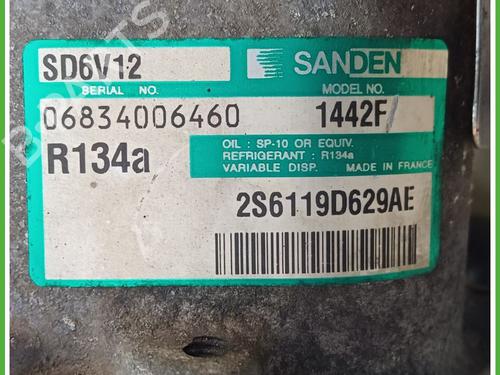 SD6V12
SANDEN
SERIAL NO.
MODEL NO.
06834006460
1442F
R134a
OIL : SP-10 OR EQUIV.
REFRIGERANT : R134a
VARIABLE DISP. MADE IN FRANCE
2S6119D629AE